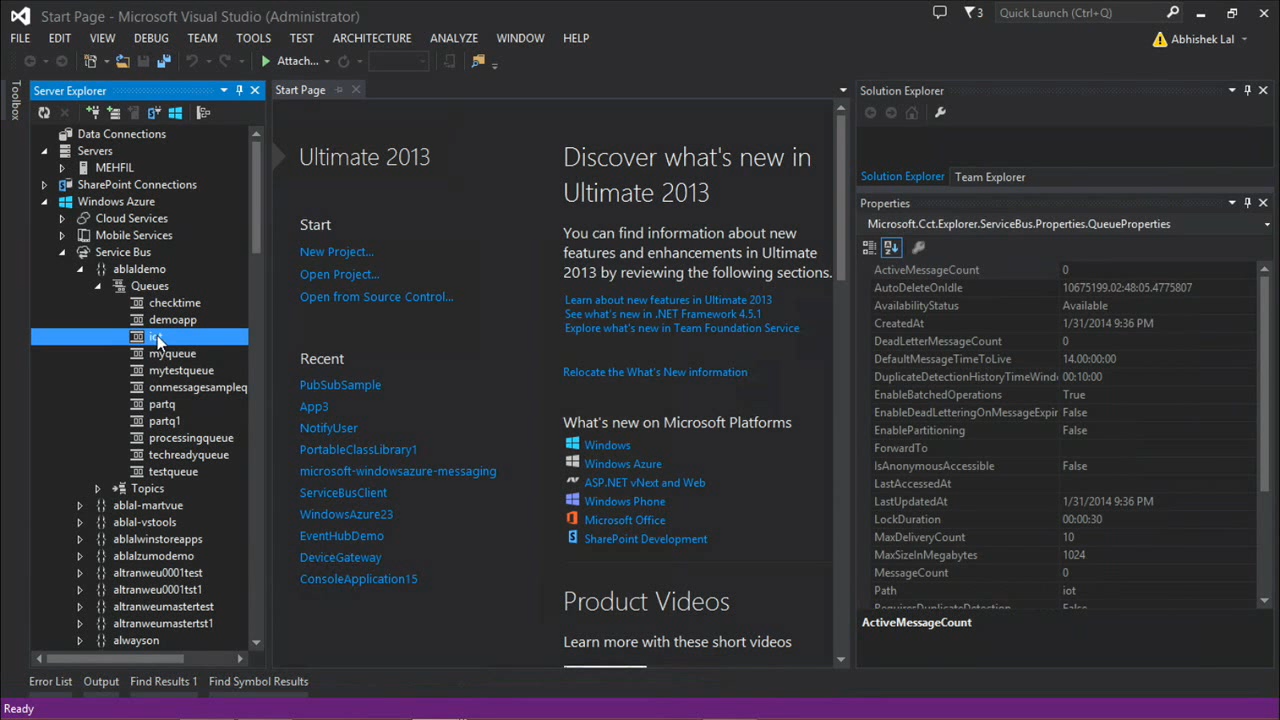 Start Page - Microsoft Visual Studio (Administrator)
3
Quick Launch (Ctrl+Q)
FILE EDIT VIEW DEBUG TEAM TOOLS TEST ARCHITECTURE ANALYZE WINDOW HELP
Abhishek Lal
Attach...
Toolbox
Server Explorer
Data Connections
Servers
MEHFIL
SharePoint Connections
Windows Azure
Cloud Services
Mobile Services
Service Bus
ablaldemo
Queues
checktime
demoapp
iot
myqueue
mytestqueue
onmessagesampleq
partq
partq1
processingqueue
techreadyqueue
testqueue
Topics
ablal-martvue
ablal-vstools
ablalwinstoreapps
ablalzumodemo
altranweu0001test
altranweu0001tst1
altranweumastertest
altranweumastertst1
alwayson
Start Page
Ultimate 2013
Start
New Project...
Open Project...
Open from Source Control...
Recent
PubSubSample
App3
NotifyUser
PortableClassLibrary1
microsoft-windowsazure-messaging
ServiceBusClient
WindowsAzure23
EventHubDemo
DeviceGateway
ConsoleApplication15
Discover what's new in
Ultimate 2013
You can find information about new
features and enhancements in Ultimate
2013 by reviewing the following sections.
Learn about new features in Ultimate 2013
See what's new in .NET Framework 4.5.1
Explore what's new in Team Foundation Service
Relocate the What's New information
What's new on Microsoft Platforms
Windows
Windows Azure
ASP.NET vNext and Web
Windows Phone
Microsoft Office
SharePoint Development
Product Videos
Learn more with these short videos
Solution Explorer
Solution Explorer Team Explorer
Properties
Microsoft.Cct.Explorer.ServiceBus.Properties.QueueProperties
ActiveMessageCount 0
AutoDeleteOnIdle 10675199.02:48:05.4775807
AvailabilityStatus Available
CreatedAt 1/31/2014 9:36 PM
DeadLetterMessageCount 0
DefaultMessageTimeToLive 14.00:00:00
DuplicateDetectionHistoryTimeWindo 00:10:00
EnableBatchedOperations True
EnableDeadLetteringOnMessageExpir False
EnablePartitioning False
ForwardTo
IsAnonymousAccessible False
LastAccessedAt
LastUpdatedAt 1/31/2014 9:36 PM
LockDuration 00:00:30
MaxDeliveryCount 10
MaxSizeInMegabytes 1024
MessageCount 0
Path iot
RequiresDuplicateDetection False
ActiveMessageCount
Error List Output Find Results 1 Find Symbol Results
Ready